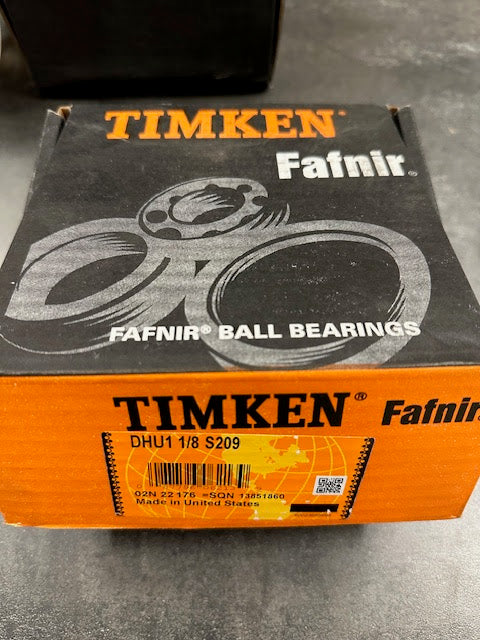 TIMKEN
Fafnir®
FAFNIR® BALL BEARINGS
TIMKEN® Fafnir
DHU1 1/8 S209
02N 22176 =SQN 13851860
Made in United States